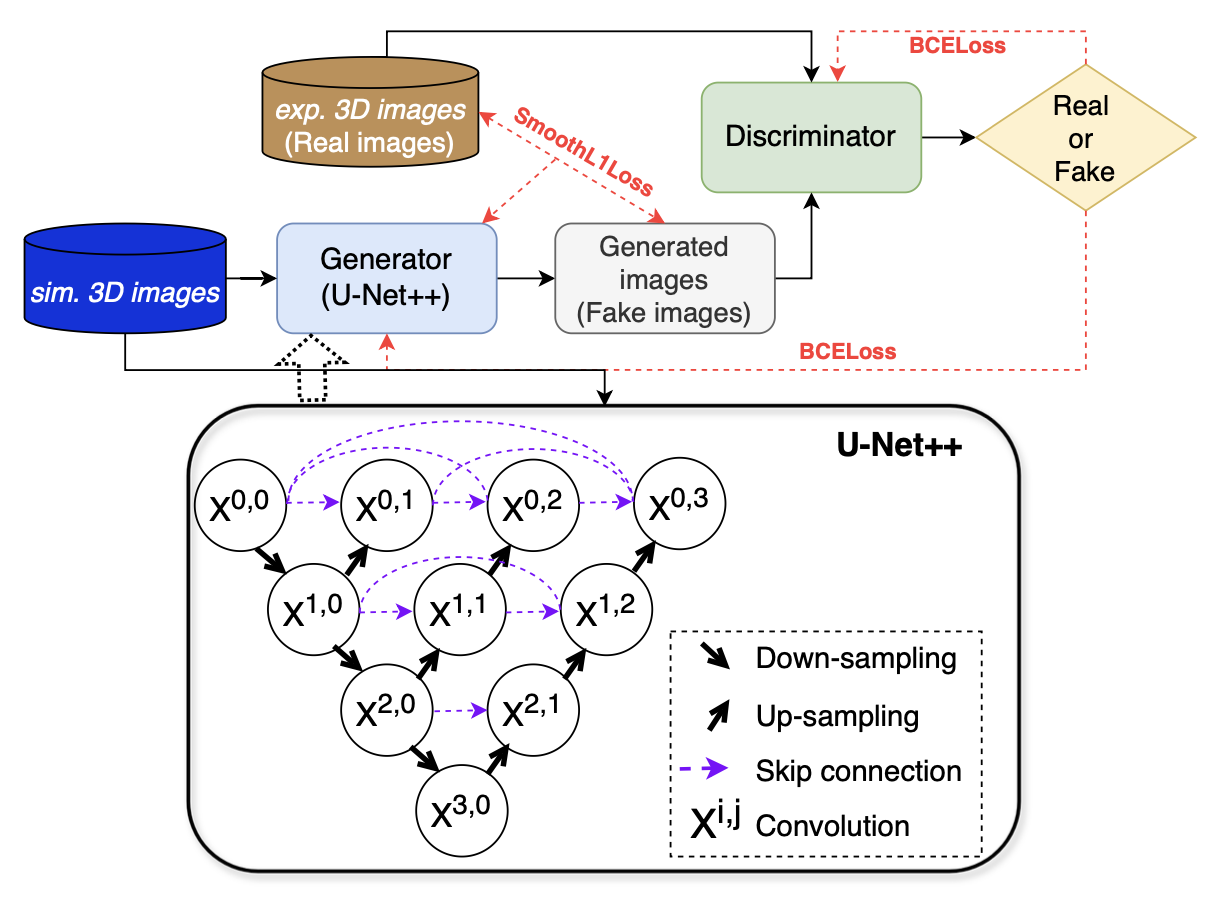 BCELoss
exp. 3D images
(Real images)
SmoothL1Loss
Discriminator
Real
or
Fake
sim. 3D images
Generator
(U-Net++)
Generated
images
(Fake images)
BCELoss
U-Net++
X^{0,0}
X^{0,1}
X^{0,2}
X^{0,3}
X^{1,0}
X^{1,1}
X^{1,2}
X^{2,0}
X^{2,1}
X^{3,0}
Down-sampling
Up-sampling
Skip connection
X^{i,j} Convolution